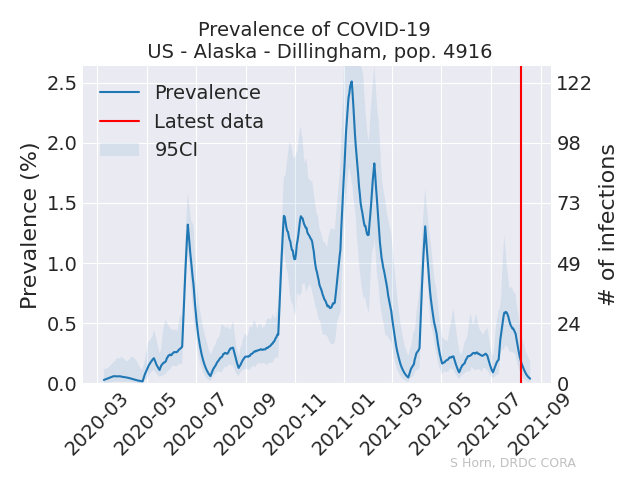 Prevalence of COVID-19
US - Alaska - Dillingham, pop. 4916
Prevalence
Latest data
95CI
Prevalence (%)
2.5
2.0
1.5
1.0
0.5
0.0
122
98
73
49
24
0
# of infections
2020-03
2020-05
2020-07
2020-09
2020-11
2021-01
2021-03
2021-05
2021-07
2021-09
S Horn, DRDC CORA